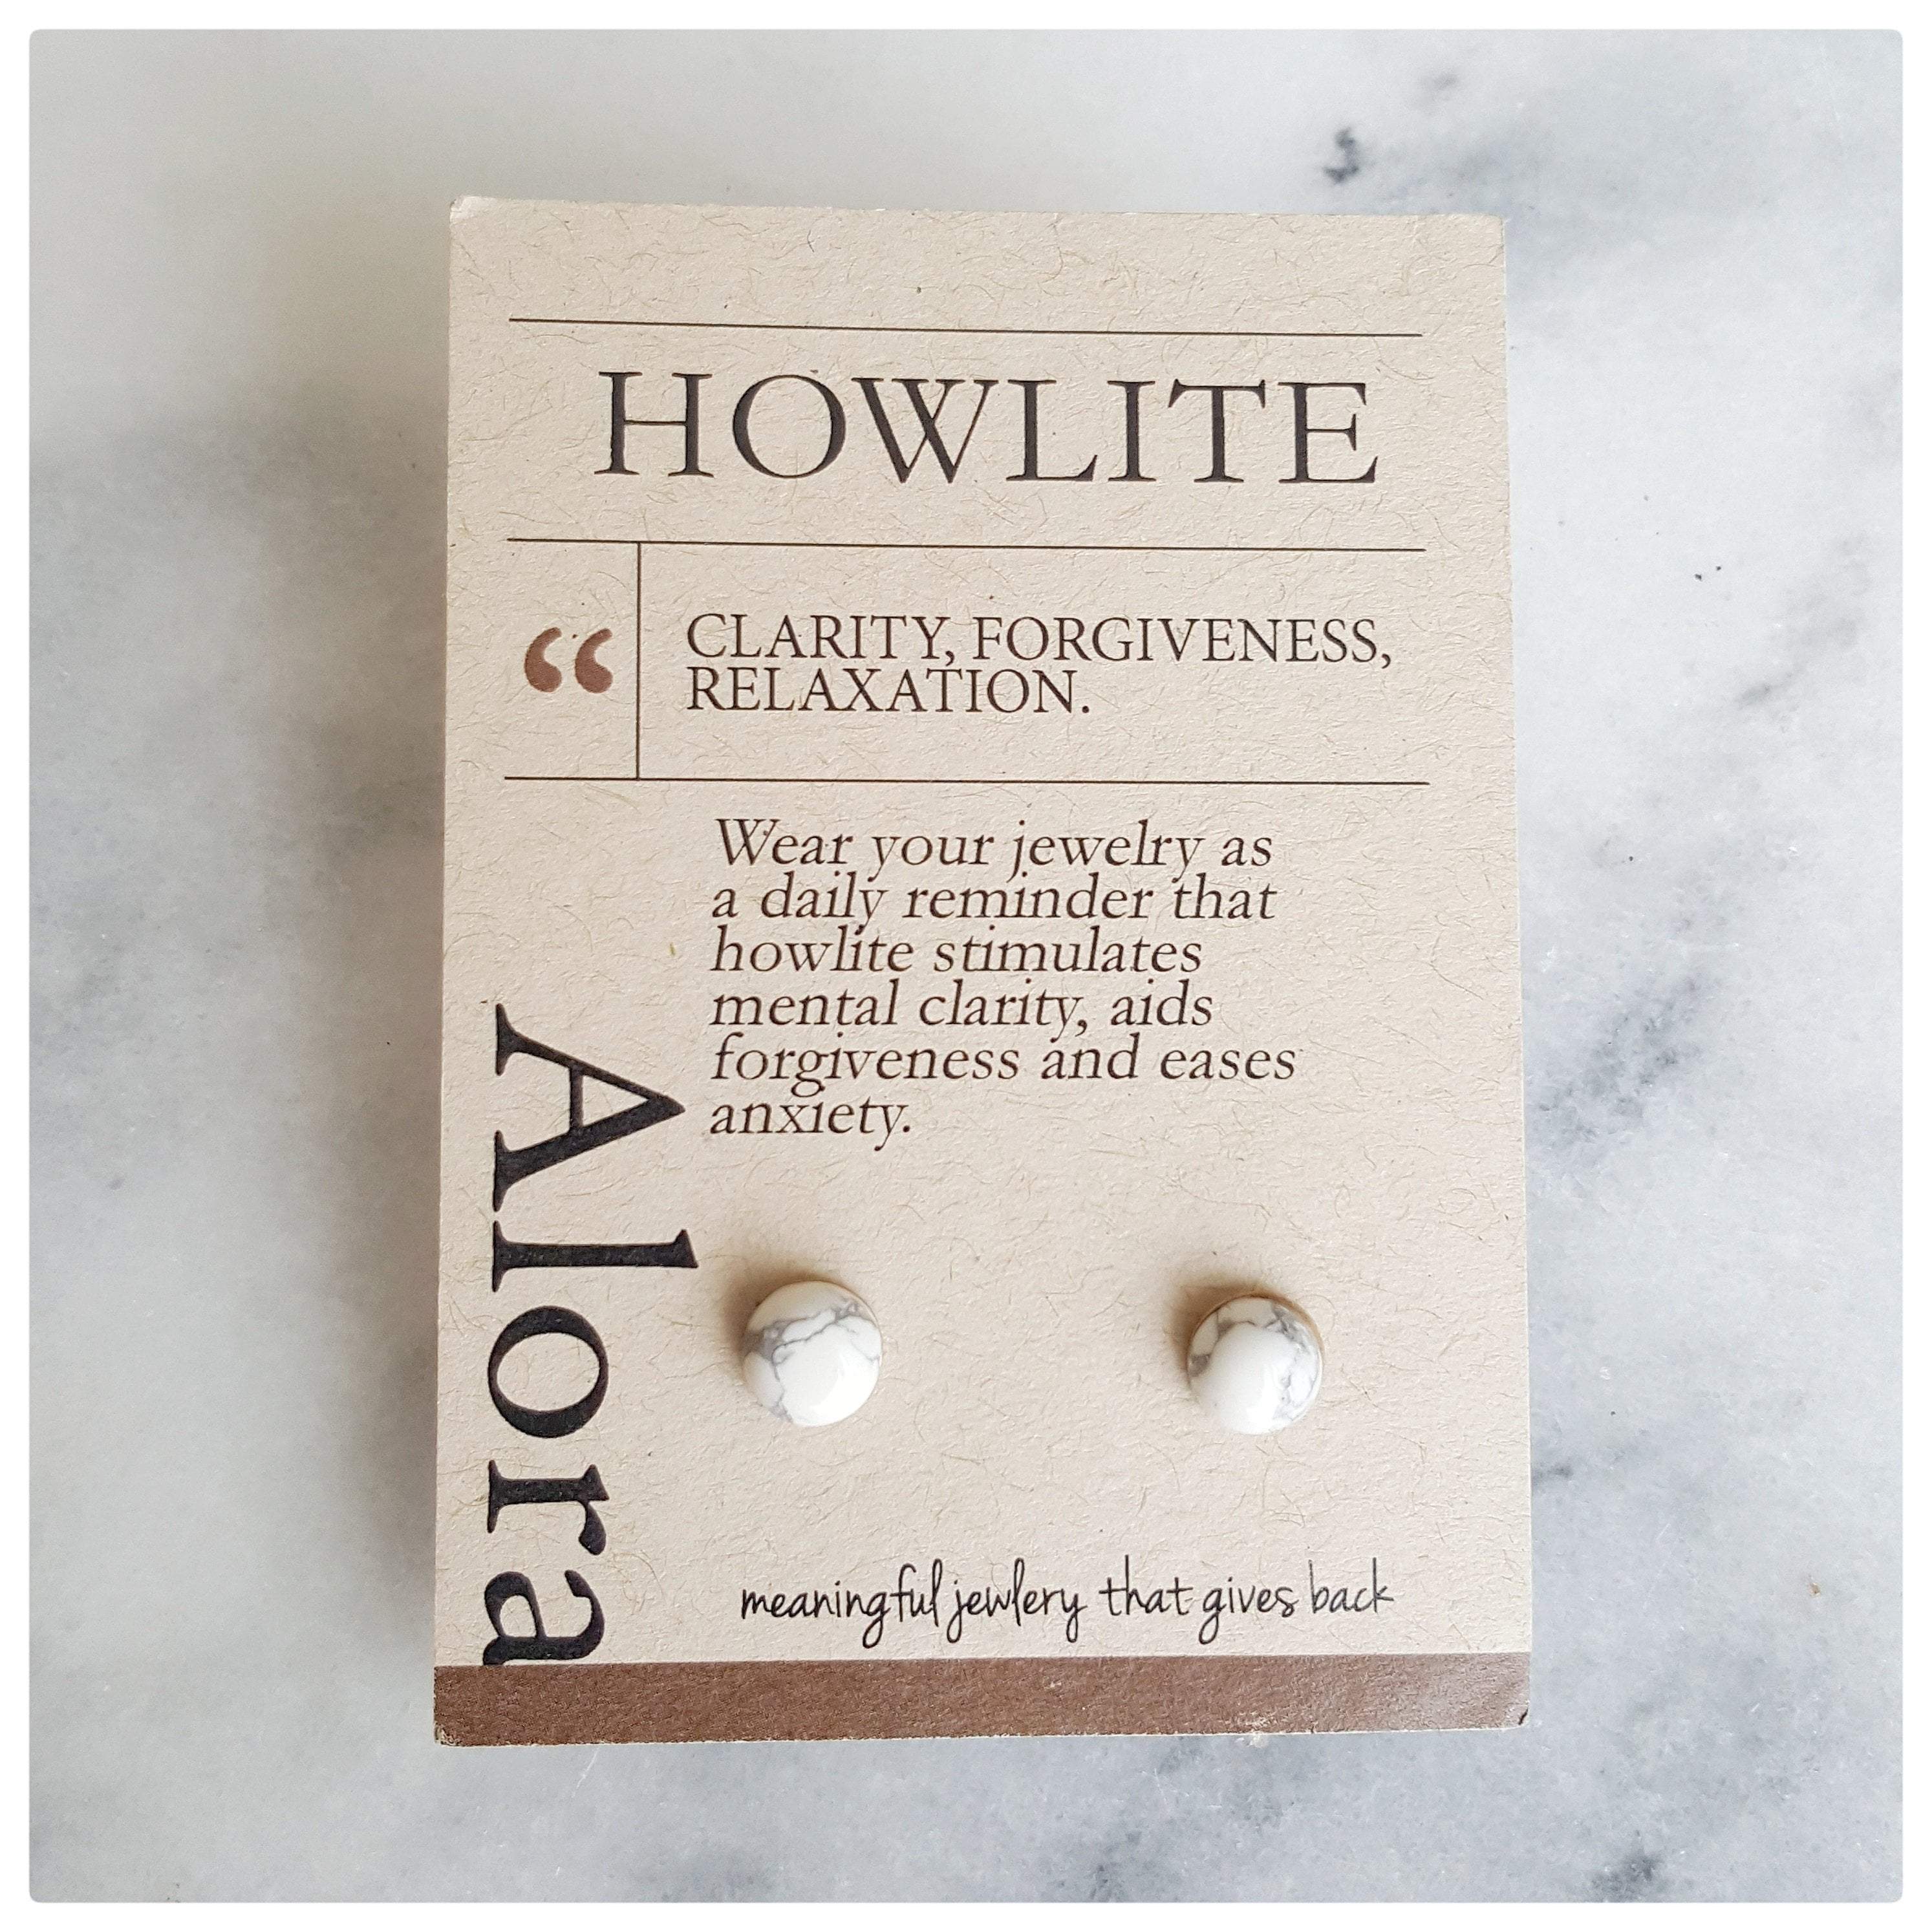 HOWLITE
“
CLARITY, FORGIVENESS,
RELAXATION.
Wear your jewelry as
a daily reminder that
howlite stimulates
mental clarity, aids
forgiveness and eases
anxiety.
Alora
meaningful jewlery that gives back